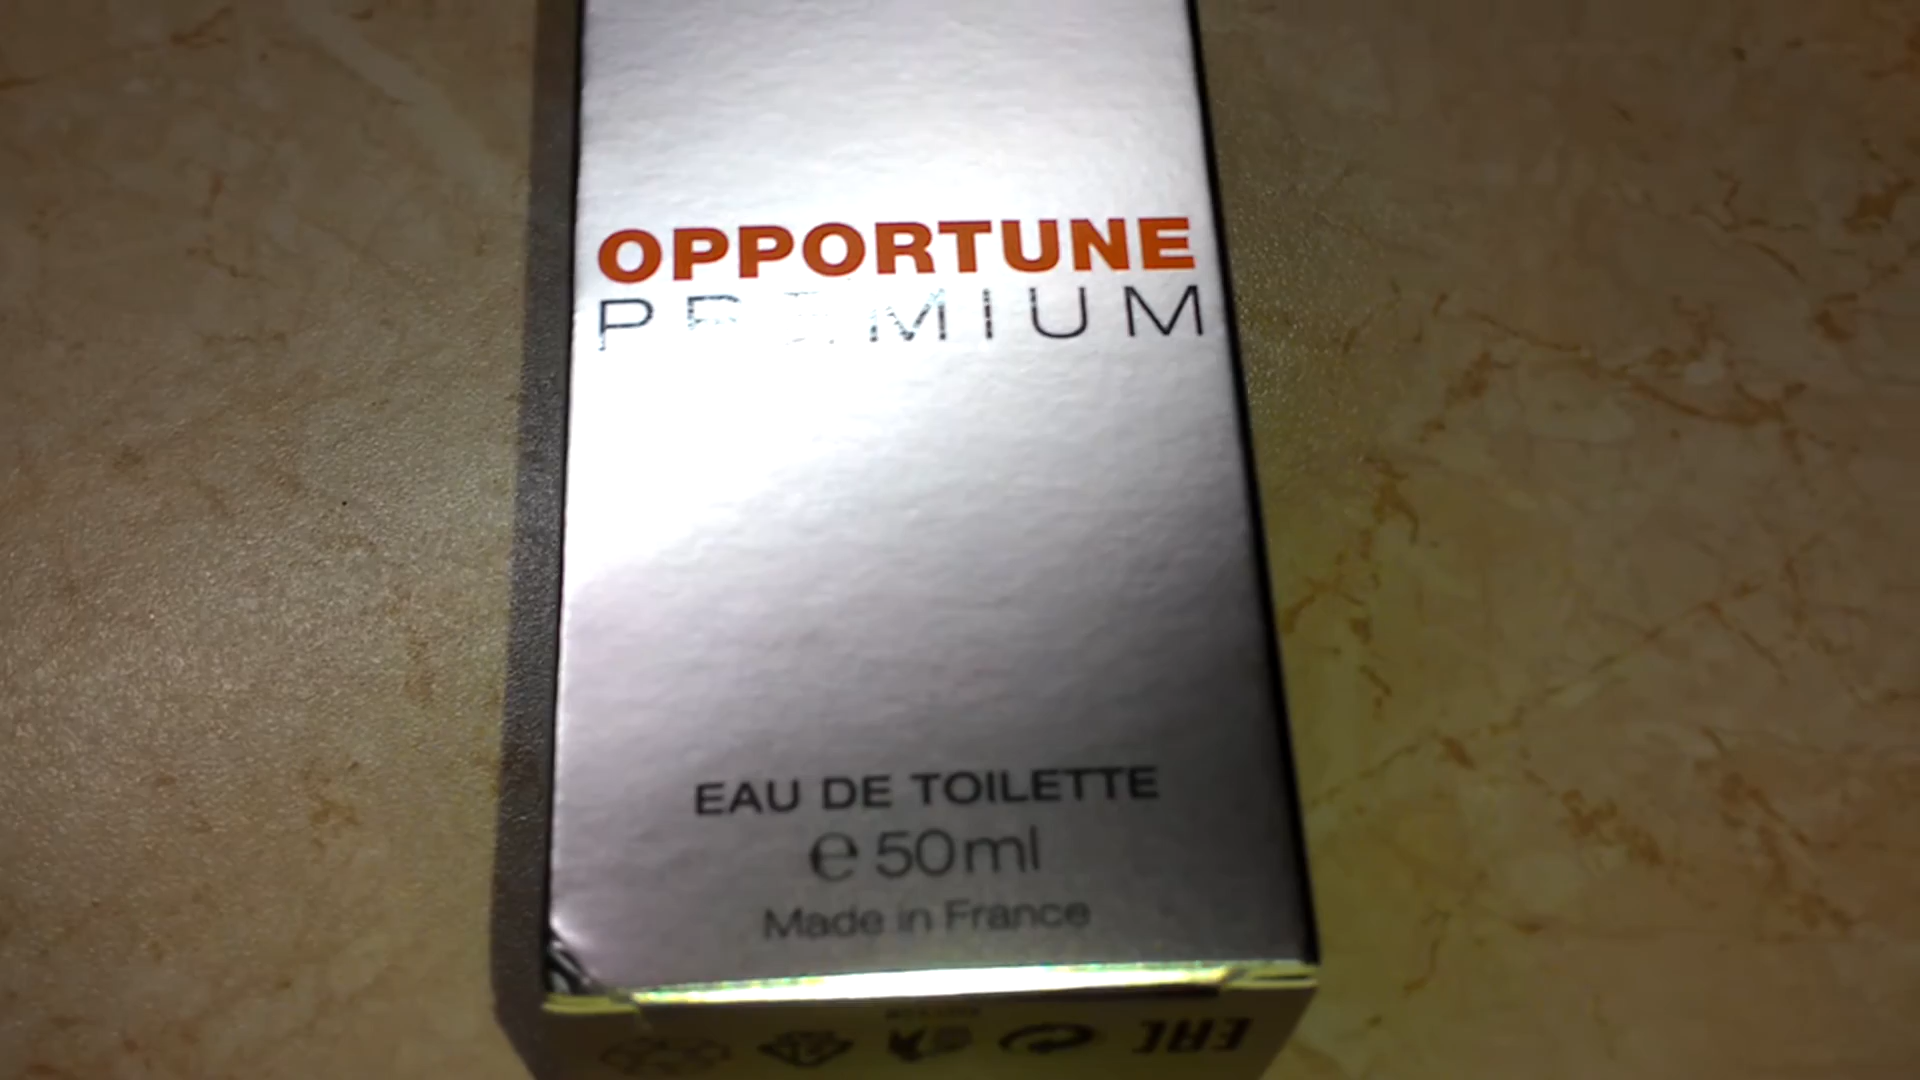 OPPORTUNE
PREMIUM
EAU DE TOILETTE
℮ 50ml
Made in France